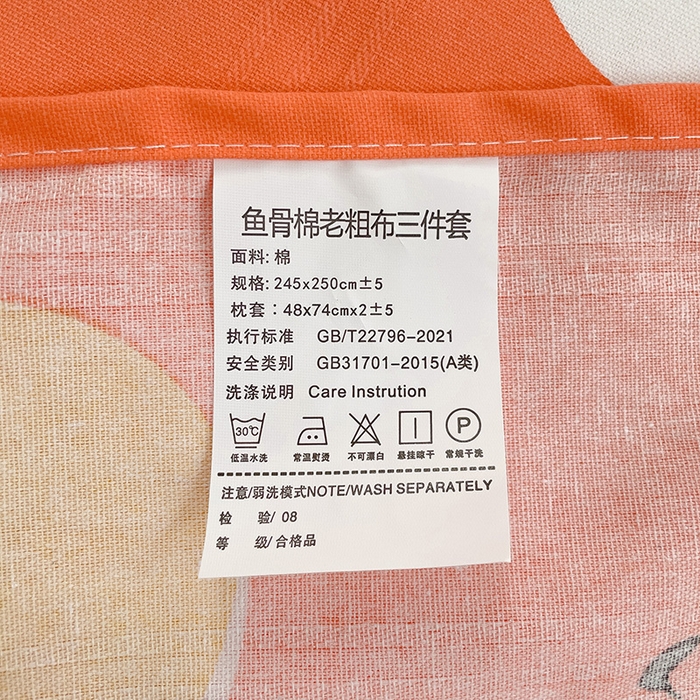 鱼骨棉老粗布三件套
面料: 棉
规格: 245x250cm±5
枕套：48x74cmx2±5
执行标准 GB/T22796-2021
安全类别 GB31701-2015(A类)
洗涤说明 Care Instrution
30℃ P
低温水洗 常温熨烫 不可漂白 悬挂晾干 常规干洗
注意/弱洗模式NOTE/WASH SEPARATELY
检 验/ 08
等 级/合格品